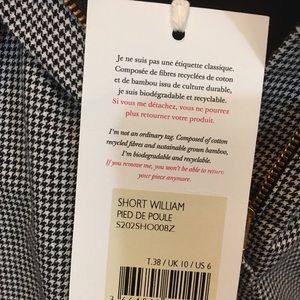 Je ne suis pas une étiquette classique.
Composée de fibres recyclées de coton
et de bambou issu de culture durable,
je suis biodégradable et recyclable.
Si vous me détachez, vous ne pourrez
plus retourner votre produit.
I'm not an ordinary tag. Composed of cotton
recycled fibres and sustainable grown bamboo,
I'm biodegradable and recyclable.
If you remove me, you won't be able to return
your piece anymore.
SHORT WILLIAM
PIED DE POULE
S202SHO008Z
T.38 / UK 10 / US 6